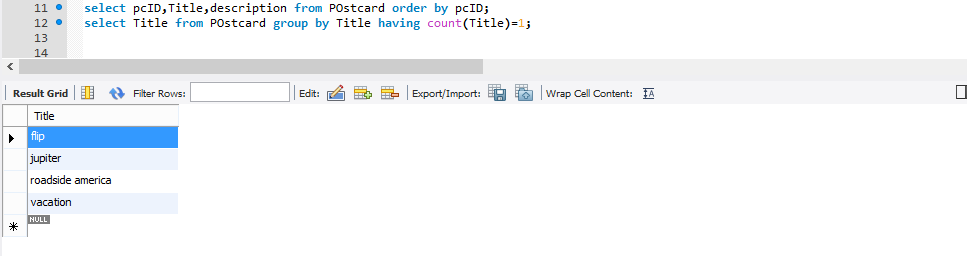 11 select pcID,Title,description from POstcard order by pcID;
12 select Title from POstcard group by Title having count(Title)=1;
13
14
Result Grid Filter Rows: Edit: Export/Import: Wrap Cell Content: IA
Title
flip
jupiter
roadside america
vacation
NULL